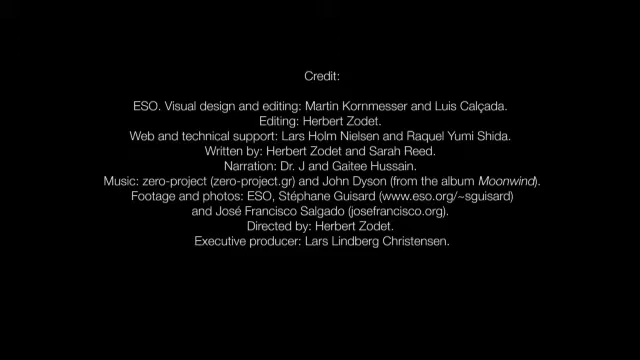 Credit:
ESO. Visual design and editing: Martin Kornmesser and Luis Calçada.
Editing: Herbert Zodet.
Web and technical support: Lars Holm Nielsen and Raquel Yumi Shida.
Written by: Herbert Zodet and Sarah Reed.
Narration: Dr. J and Gaitee Hussain.
Music: zero-project (zero-project.gr) and John Dyson (from the album Moonwind).
Footage and photos: ESO, Stéphane Guisard (www.eso.org/~sguisard)
and José Francisco Salgado (josefrancisco.org).
Directed by: Herbert Zodet.
Executive producer: Lars Lindberg Christensen.